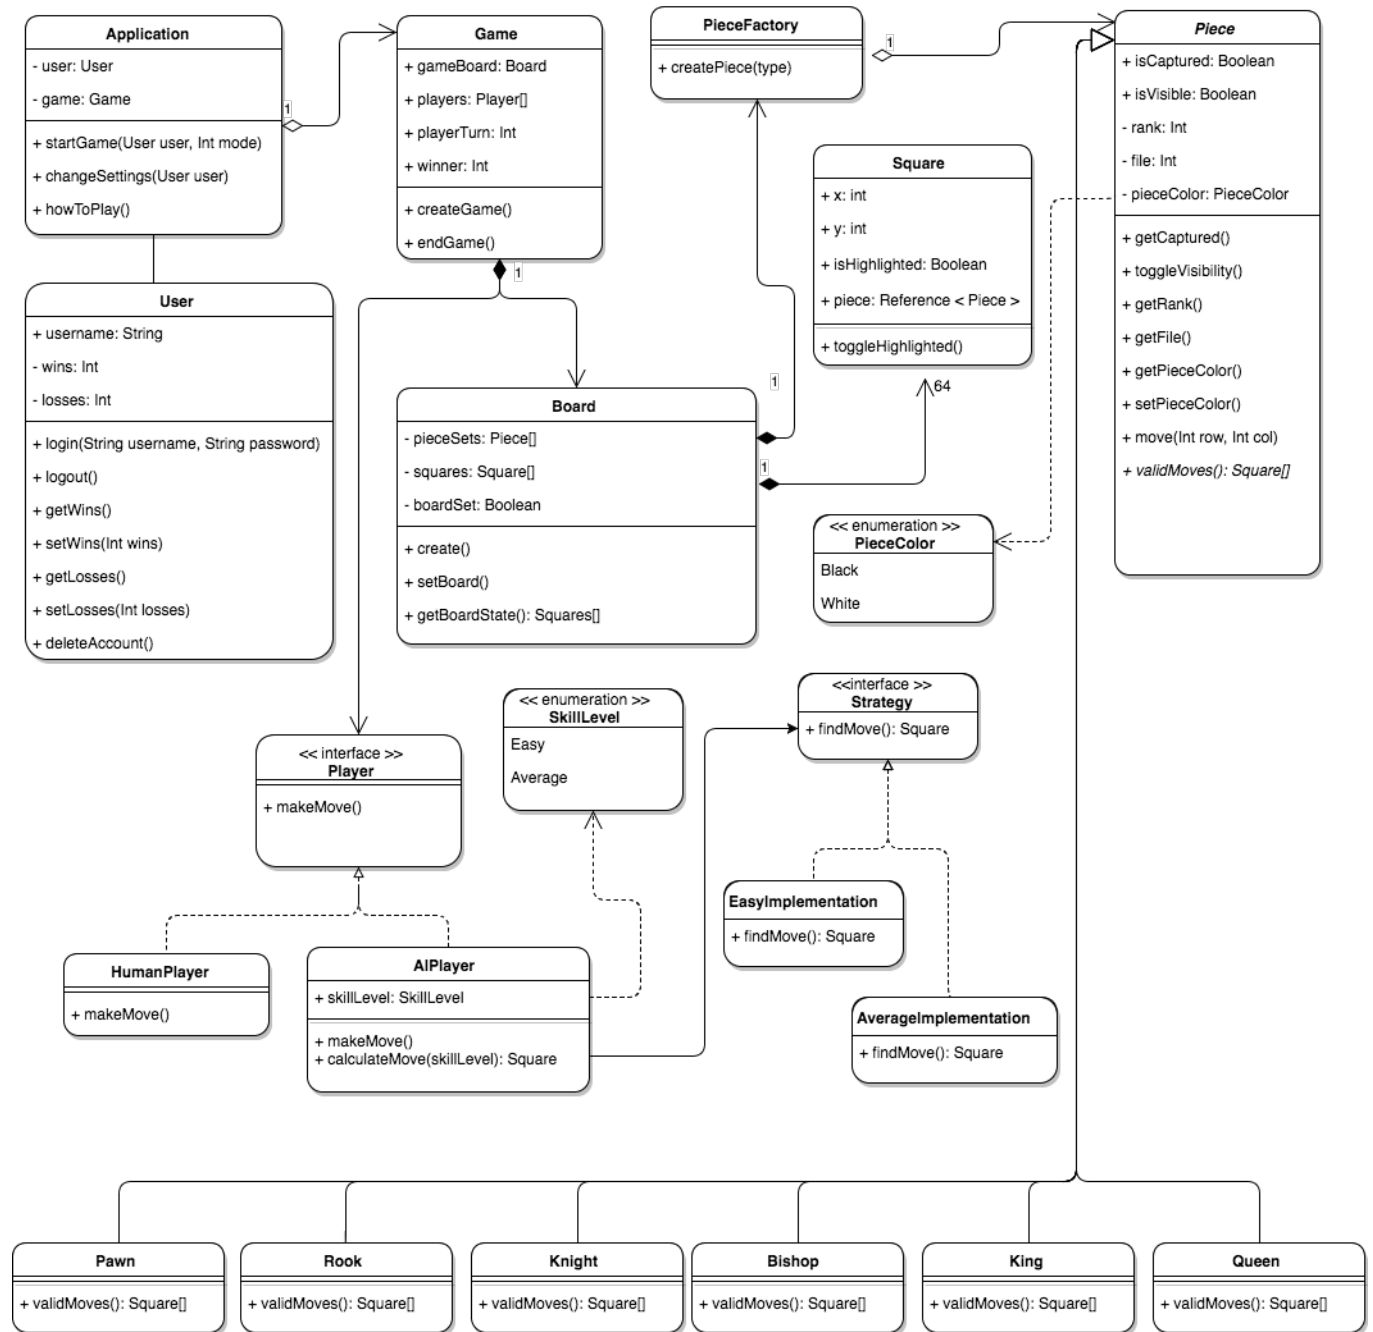 Application
- user: User
- game: Game
+ startGame(User user, Int mode)
+ changeSettings(User user)
+ howToPlay()
1
Game
+ gameBoard: Board
+ players: Player[]
+ playerTurn: Int
+ winner: Int
+ createGame()
+ endGame()
1
PieceFactory
+ createPiece(type)
1
Piece
+ isCaptured: Boolean
+ isVisible: Boolean
- rank: Int
- file: Int
- pieceColor: PieceColor
+ getCaptured()
+ toggleVisibility()
+ getRank()
+ getFile()
+ getPieceColor()
+ setPieceColor()
+ move(Int row, Int col)
+ validMoves(): Square[]
Square
+ x: int
+ y: int
+ isHighlighted: Boolean
+ piece: Reference < Piece >
+ toggleHighlighted()
64
User
+ username: String
- wins: Int
- losses: Int
+ login(String username, String password)
+ logout()
+ getWins()
+ setWins(Int wins)
+ getLosses()
+ setLosses(Int losses)
+ deleteAccount()
Board
- pieceSets: Piece[]
- squares: Square[]
- boardSet: Boolean
+ create()
+ setBoard()
+ getBoardState(): Squares[]
1
1
<< enumeration >>
PieceColor
Black
White
<< interface >>
Player
+ makeMove()
<< enumeration >>
SkillLevel
Easy
Average
<<interface >>
Strategy
+ findMove(): Square
EasyImplementation
+ findMove(): Square
HumanPlayer
+ makeMove()
AIPlayer
+ skillLevel: SkillLevel
+ makeMove()
+ calculateMove(skillLevel): Square
AverageImplementation
+ findMove(): Square
Pawn
+ validMoves(): Square[]
Rook
+ validMoves(): Square[]
Knight
+ validMoves(): Square[]
Bishop
+ validMoves(): Square[]
King
+ validMoves(): Square[]
Queen
+ validMoves(): Square[]